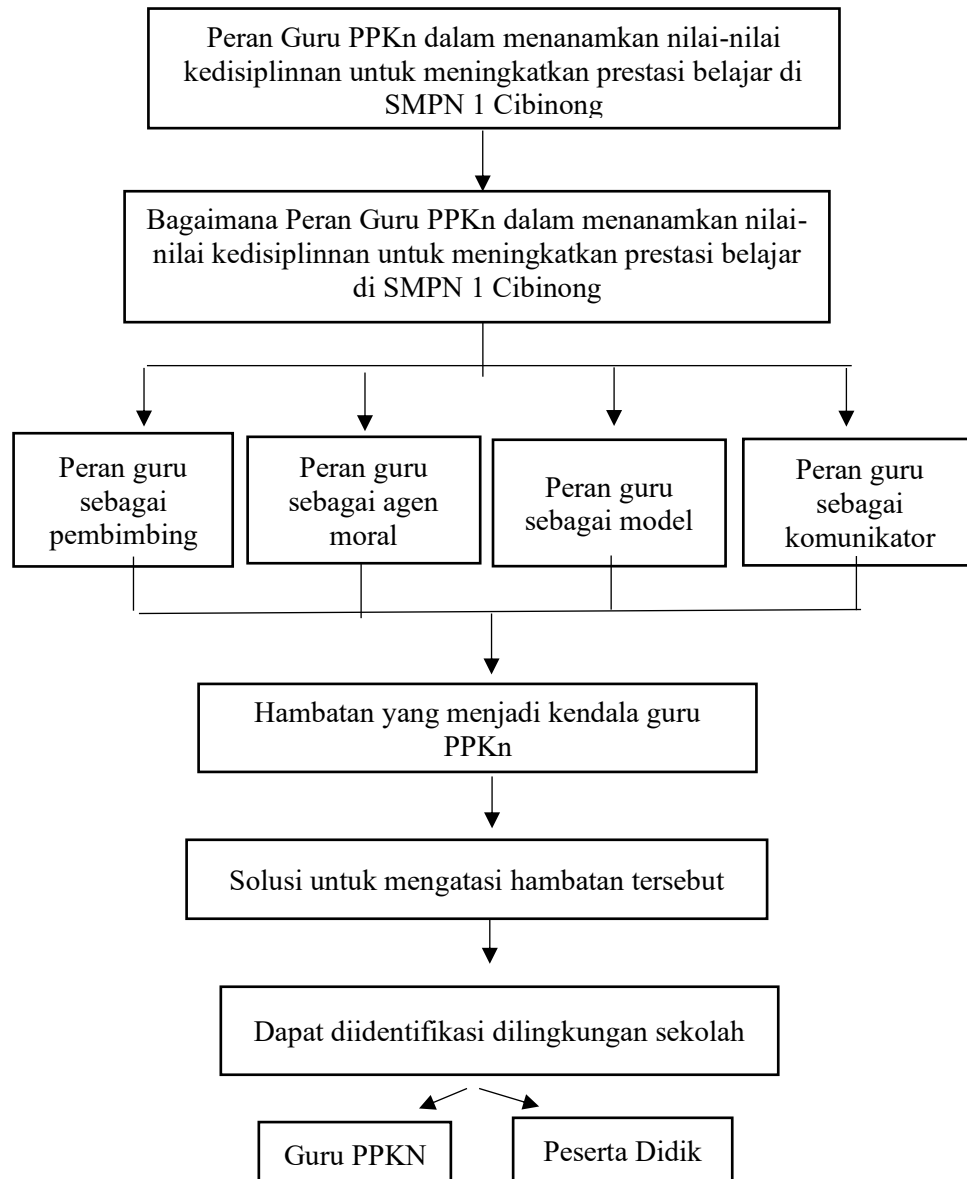 Peran Guru PPKn dalam menanamkan nilai-nilai
kedisiplinnan untuk meningkatkan prestasi belajar di
SMPN 1 Cibinong
Bagaimana Peran Guru PPKn dalam menanamkan nilai-
nilai kedisiplinnan untuk meningkatkan prestasi belajar
di SMPN 1 Cibinong
Peran guru
sebagai
pembimbing
Peran guru
sebagai agen
moral
Peran guru
sebagai model
Peran guru
sebagai
komunikator
Hambatan yang menjadi kendala guru
PPKn
Solusi untuk mengatasi hambatan tersebut
Dapat diidentifikasi dilingkungan sekolah
Guru PPKN
Peserta Didik